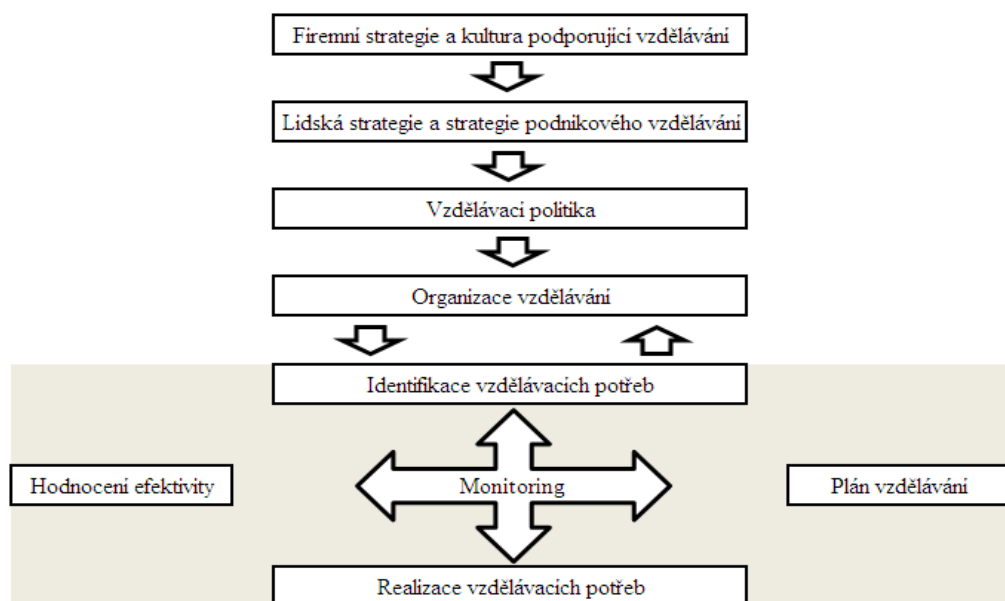 Firemní strategie a kultura podporující vzdělávání
Lidská strategie a strategie podnikového vzdělávání
Vzdělávací politika
Organizace vzdělávání
Identifikace vzdělávacích potřeb
Hodnocení efektivity
Monitoring
Plán vzdělávání
Realizace vzdělávacích potřeb